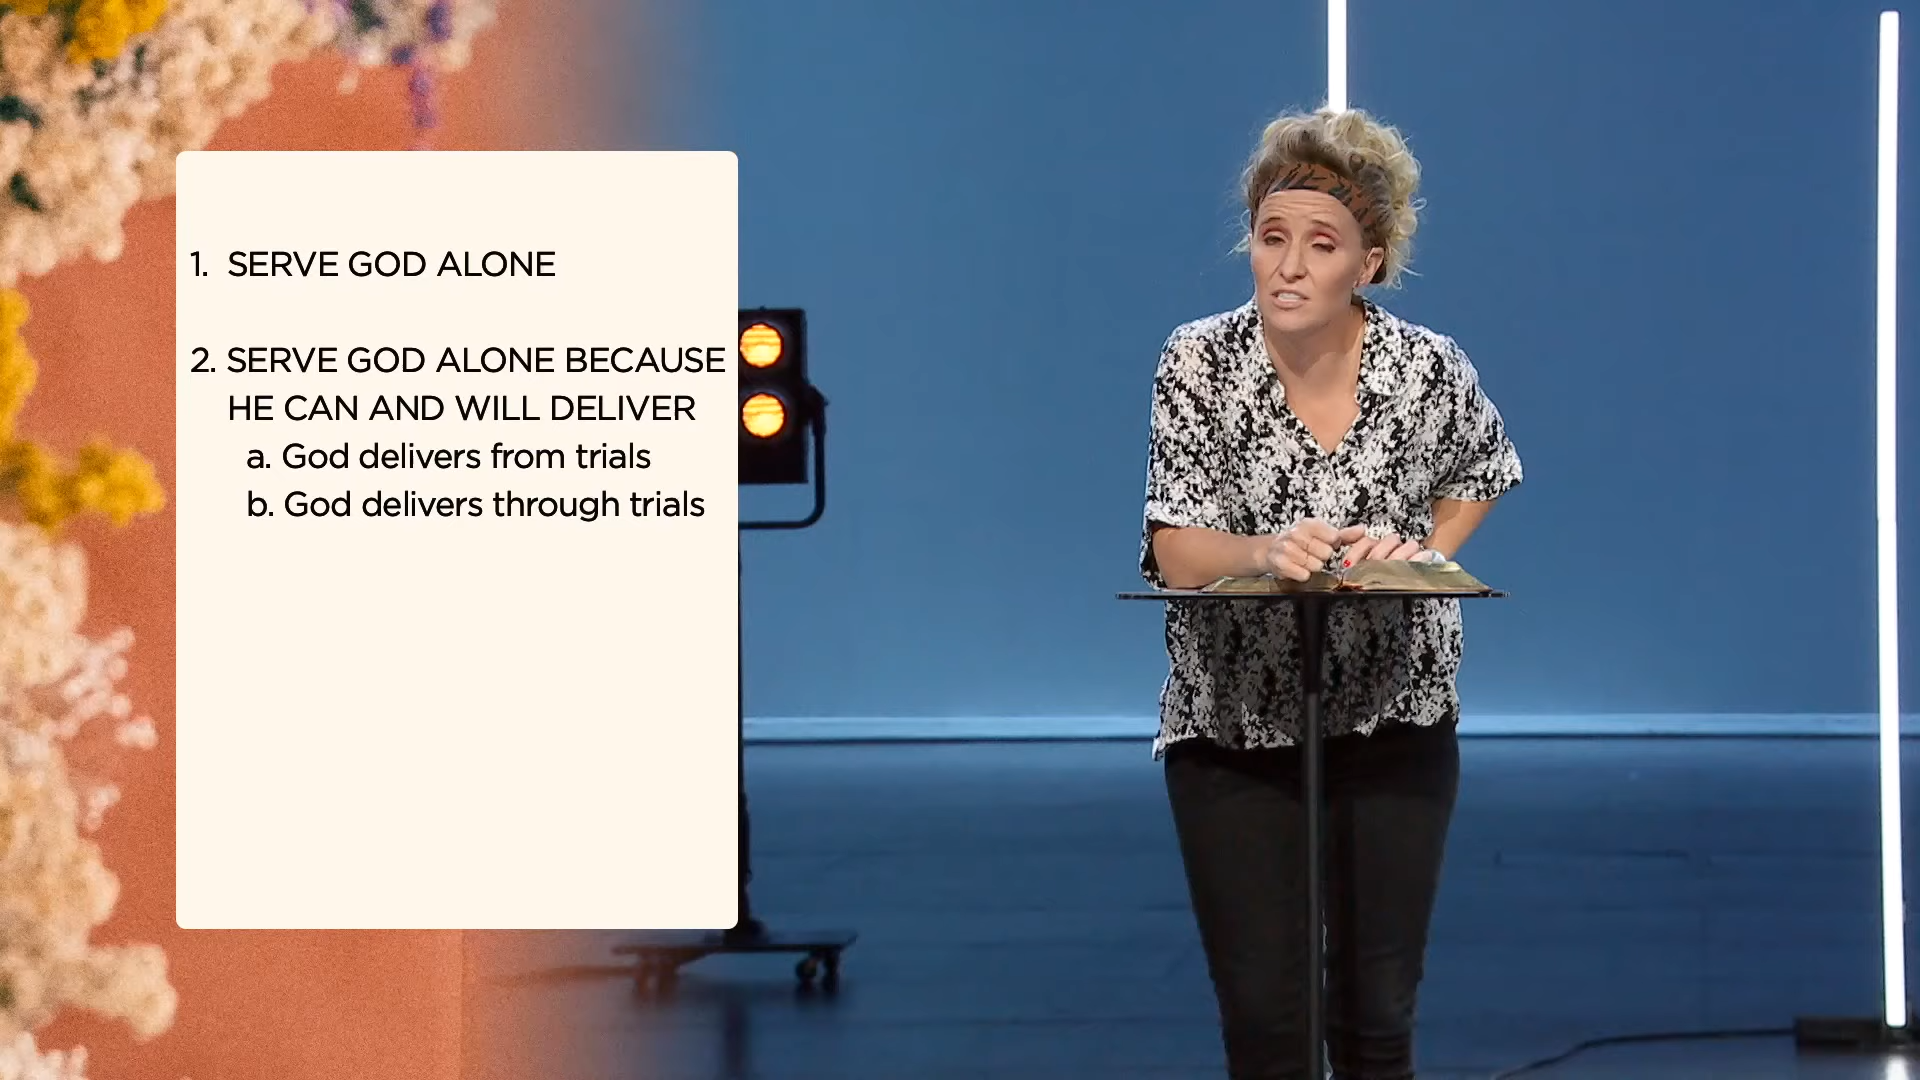 1. SERVE GOD ALONE
2. SERVE GOD ALONE BECAUSE
HE CAN AND WILL DELIVER
a. God delivers from trials
b. God delivers through trials